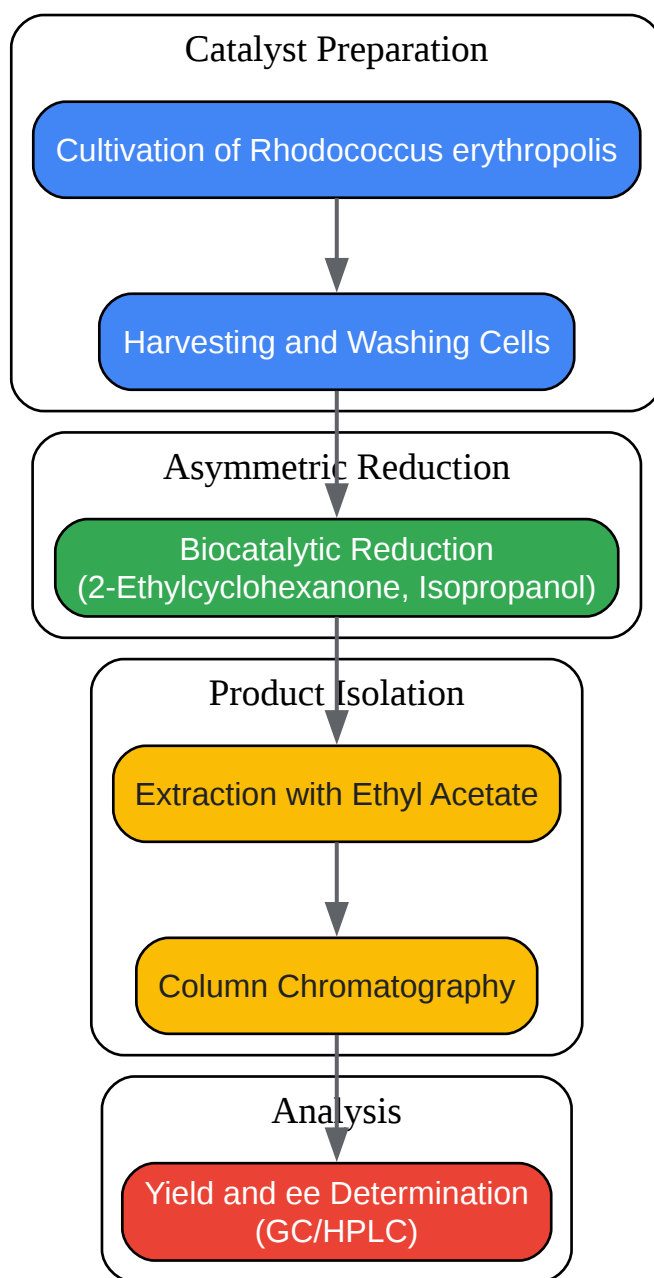 Catalyst Preparation
Cultivation of Rhodococcus erythropolis
Harvesting and Washing Cells
Asymmetric Reduction
Biocatalytic Reduction
(2-Ethylcyclohexanone, Isopropanol)
Product Isolation
Extraction with Ethyl Acetate
Column Chromatography
Analysis
Yield and ee Determination
(GC/HPLC)